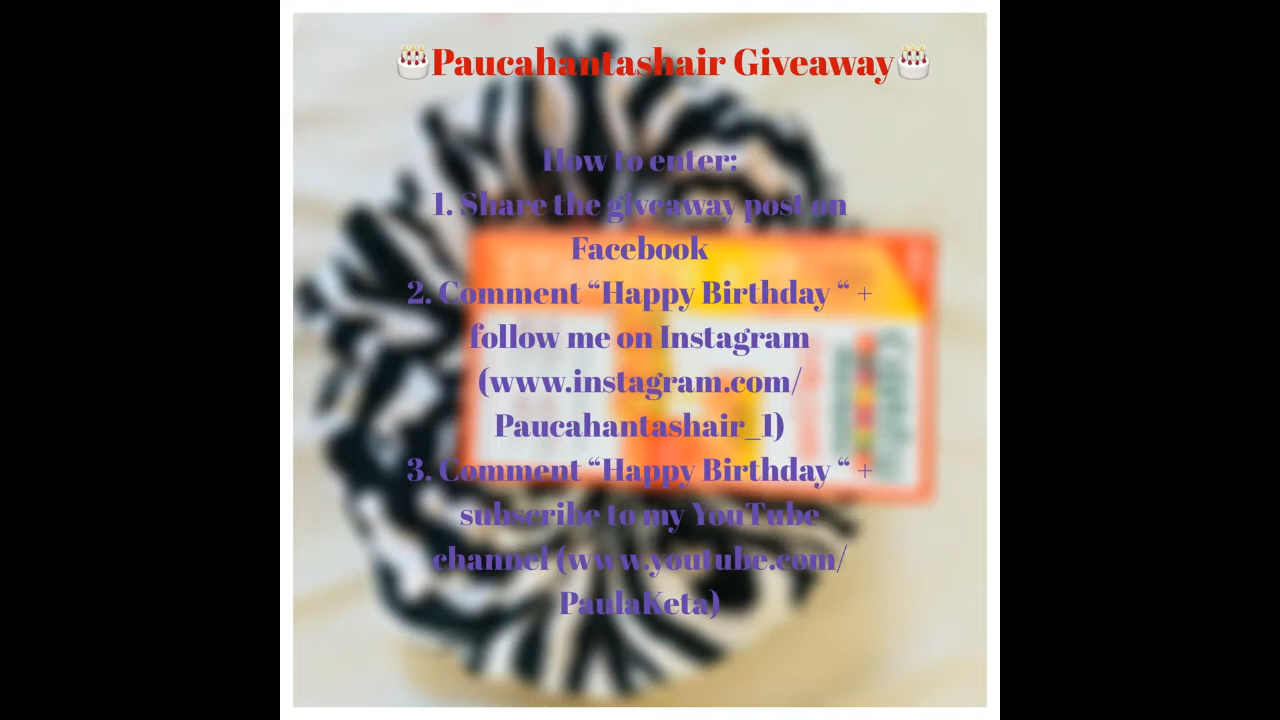 🎂Paucahantashair Giveaway🎂
How to enter:
1. Share the giveaway post on
Facebook
2. Comment “Happy Birthday “ +
follow me on Instagram
(www.instagram.com/
Paucahantashair_1)
3. Comment “Happy Birthday “ +
subscribe to my YouTube
channel (www.youtube.com/
PaulaKeta)